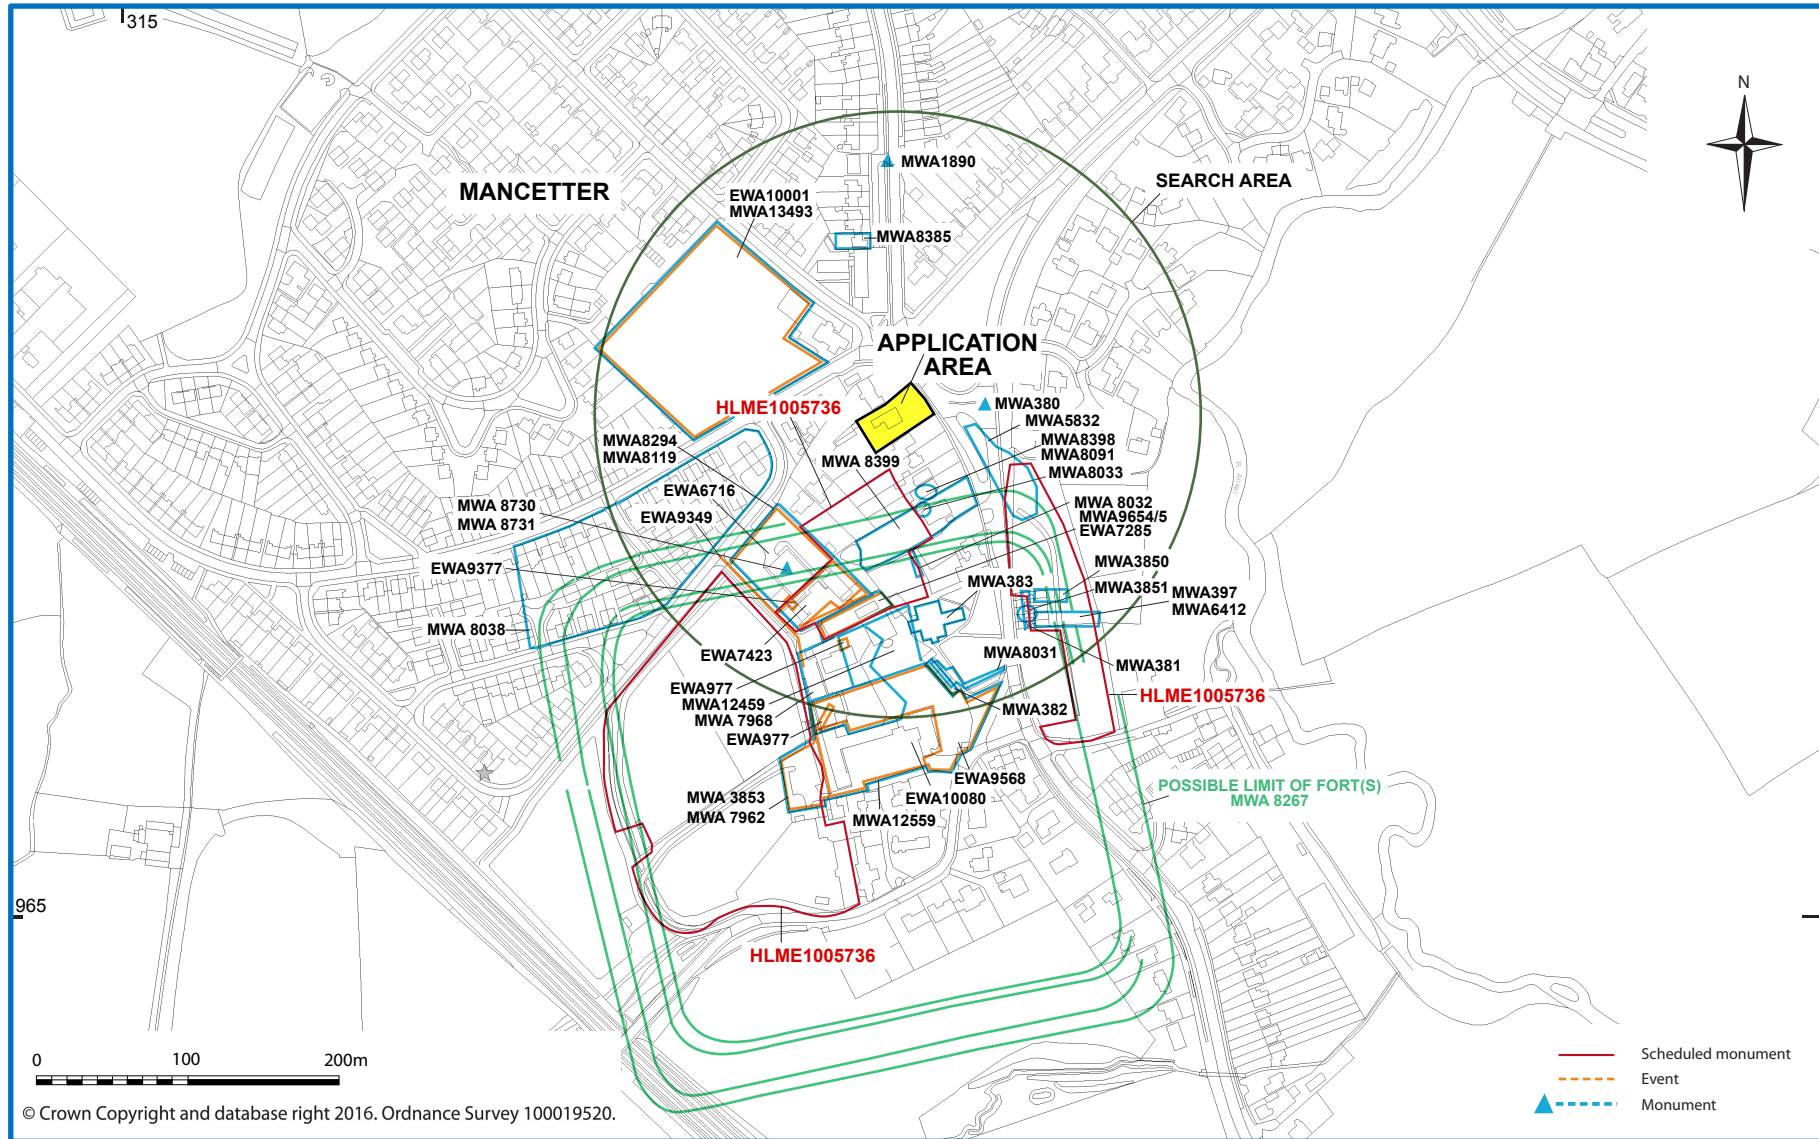 315
N
MWA1890
SEARCH AREA
MANCETTER
EWA10001
MWA13493
MWA8385
APPLICATION
AREA
HLME1005736
MWA380
MWA5832
MWA8294
MWA8119
MWA8398
MWA8091
MWA 8399
MWA8033
EWA6716
MWA 8730
MWA 8731
EWA9349
MWA 8032
MWA9654/5
EWA7285
EWA9377
MWA3850
MWA383
MWA3851
MWA397
MWA6412
R. Anker
MWA 8038
EWA7423
MWA8031
MWA381
EWA977
MWA12459
MWA 7968
EWA977
HLME1005736
MWA382
EWA9568
POSSIBLE LIMIT OF FORT(S)
MWA 8267
MWA 3853
MWA 7962
EWA10080
MWA12559
965
HLME1005736
0 100 200m
Scheduled monument
Event
Monument
© Crown Copyright and database right 2016. Ordnance Survey 100019520.